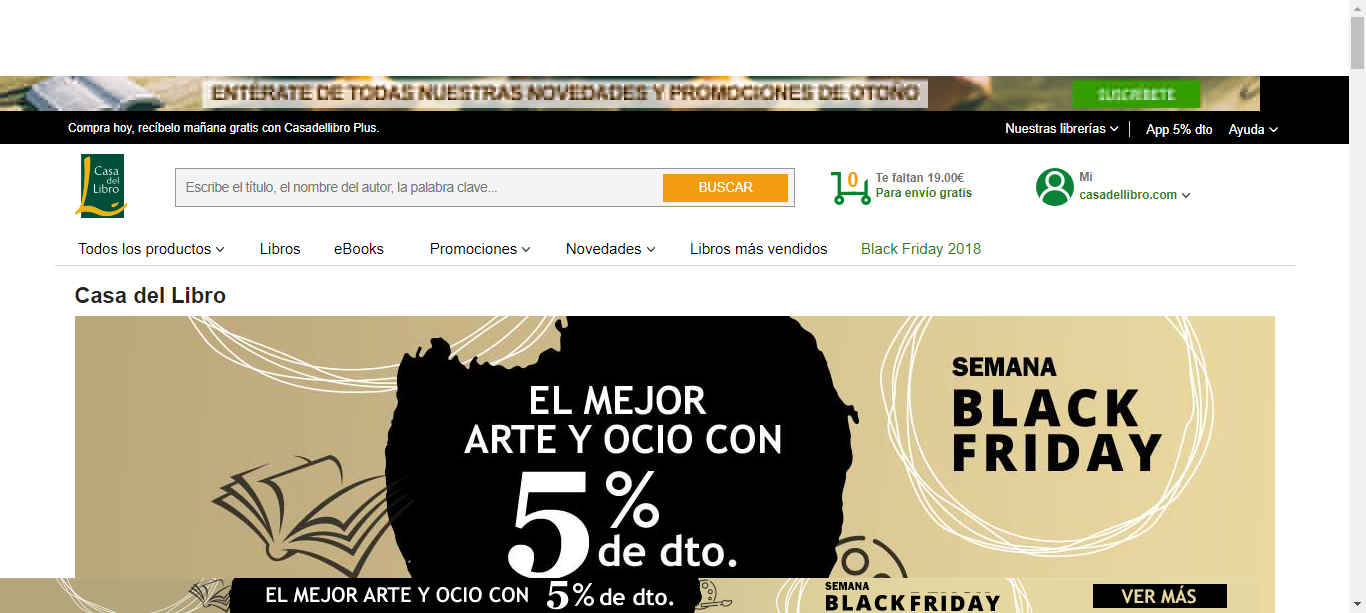 ENTÉRATE DE TODAS NUESTRAS NOVEDADES Y PROMOCIONES DE OTOÑO
SUSCRÍBETE
Compra hoy, recíbelo mañana gratis con Casadellibro Plus.
Nuestras librerías
App 5% dto
Ayuda
Casa
del
Libro
Escribe el título, el nombre del autor, la palabra clave...
BUSCAR
0
Te faltan 19.00€
Para envío gratis
Mi
casadellibro.com
Todos los productos
Libros
eBooks
Promociones
Novedades
Libros más vendidos
Black Friday 2018
Casa del Libro
EL MEJOR
ARTE Y OCIO CON
5%
de dto.
SEMANA
BLACK
FRIDAY
EL MEJOR ARTE Y OCIO CON 5% de dto.
SEMANA
BLACK FRIDAY
VER MÁS